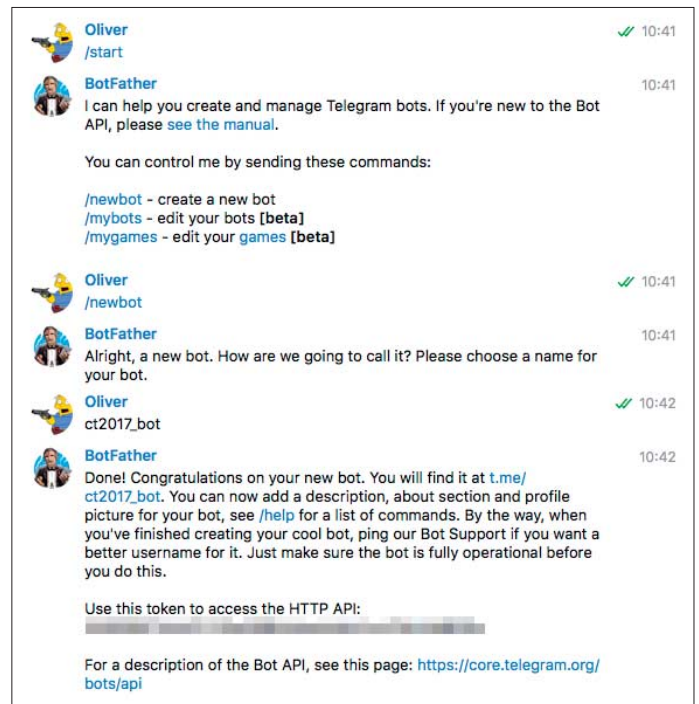 Oliver 10:41
/start
BotFather 10:41
I can help you create and manage Telegram bots. If you're new to the Bot
API, please see the manual.
You can control me by sending these commands:
/newbot - create a new bot
/mybots - edit your bots [beta]
/mygames - edit your games [beta]
Oliver 10:41
/newbot
BotFather 10:41
Alright, a new bot. How are we going to call it? Please choose a name for
your bot.
Oliver 10:42
ct2017_bot
BotFather 10:42
Done! Congratulations on your new bot. You will find it at t.me/
ct2017_bot. You can now add a description, about section and profile
picture for your bot, see /help for a list of commands. By the way, when
you've finished creating your cool bot, ping our Bot Support if you want a
better username for it. Just make sure the bot is fully operational before
you do this.
Use this token to access the HTTP API:
For a description of the Bot API, see this page: https://core.telegram.org/
bots/api